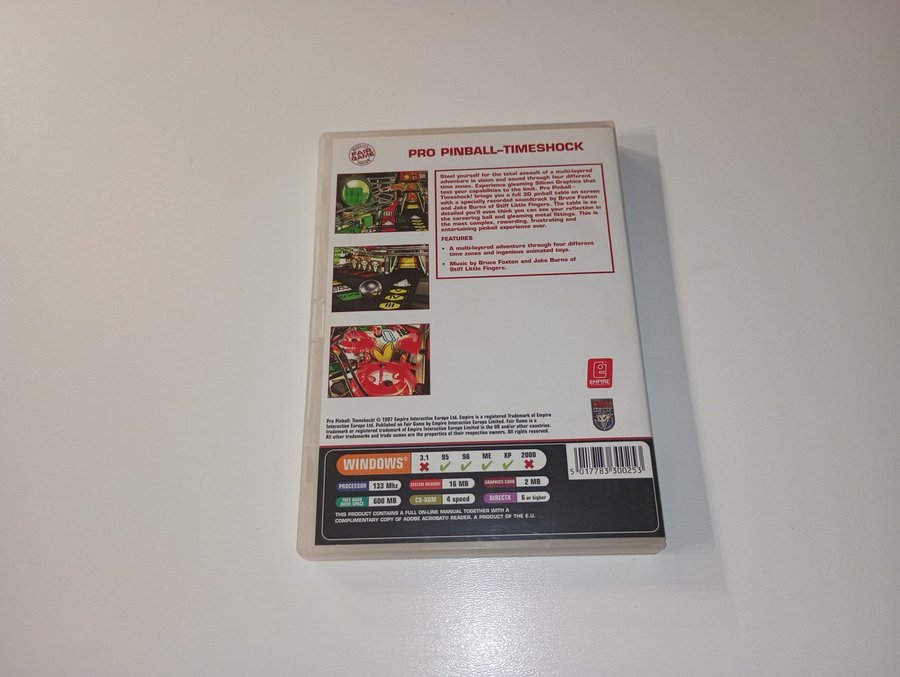 QUALITY
FAIR
GAME
VALUE
PRO PINBALL–TIMESHOCK
Steel yourself for the total assault of a multi-layered
adventure in vision and sound through four different
time zones. Experience gleaming Silicon Graphics that
test your capabilities to the limit. Pro Pinball -
Timeshock! brings you a full 3D pinball table on screen
with a specially recorded soundtrack by Bruce Foxton
and Jake Burns of Stiff Little Fingers. The table is so
detailed you'll even think you can see your reflection in
the careering ball and gleaming metal fittings. This is
the most complex, rewarding, frustrating and
entertaining pinball experience ever.
FEATURES
• A multi-layered adventure through four different
time zones and ingenious animated toys.
• Music by Bruce Foxton and Jake Burns of
Stiff Little Fingers.
EMPIRE
Pro Pinball: Timeshock! © 1997 Empire Interactive Europe Ltd. Empire is a registered Trademark of Empire
Interactive Europe Ltd. Published on Fair Game by Empire Interactive Europe Limited. Fair Game is a
trademark or registered trademark of Empire Interactive Europe Limited in the UK and/or other countries.
All other trademarks and trade names are the properties of their respective owners. All rights reserved.
WINDOWS® 3.1 95 98 ME XP 2000
PROCESSOR 133 Mhz SYSTEM MEMORY 16 MB GRAPHICS CARD 2 MB
FREE HARD DRIVE SPACE 600 MB CD-ROM 4 speed DIRECTX 6 or higher
THIS PRODUCT CONTAINS A FULL ON-LINE MANUAL TOGETHER WITH A
COMPLIMENTARY COPY OF ADOBE ACROBAT® READER. A PRODUCT OF THE E.U.
5 017783 300253